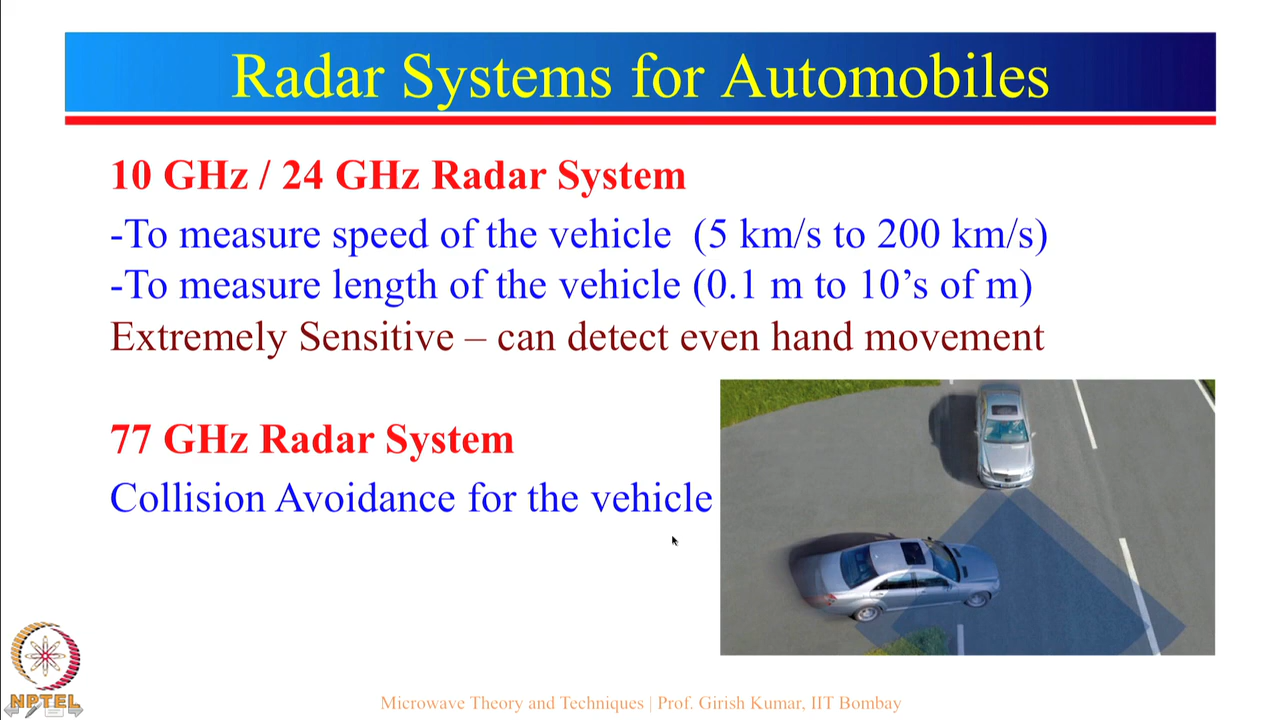 Radar Systems for Automobiles
10 GHz / 24 GHz Radar System
-To measure speed of the vehicle (5 km/s to 200 km/s)
-To measure length of the vehicle (0.1 m to 10’s of m)
Extremely Sensitive – can detect even hand movement
77 GHz Radar System
Collision Avoidance for the vehicle
NPTEL
Microwave Theory and Techniques | Prof. Girish Kumar, IIT Bombay